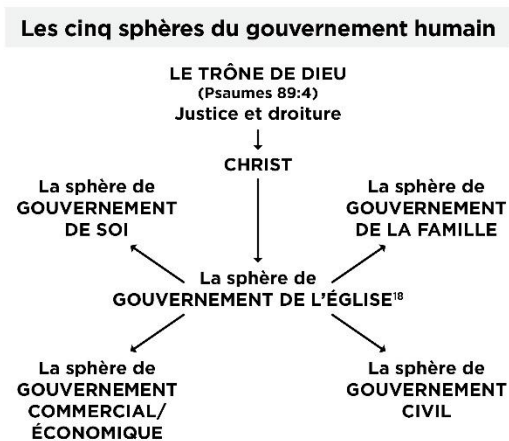 Les cinq sphères du gouvernement humain
LE TRÔNE DE DIEU
(Psaumes 89:4)
Justice et droiture
CHRIST
La sphère de
GOUVERNEMENT
DE SOI
La sphère de
GOUVERNEMENT
DE LA FAMILLE
La sphère de
GOUVERNEMENT DE L’ÉGLISE¹⁸
La sphère de
GOUVERNEMENT
COMMERCIAL/
ÉCONOMIQUE
La sphère de
GOUVERNEMENT
CIVIL